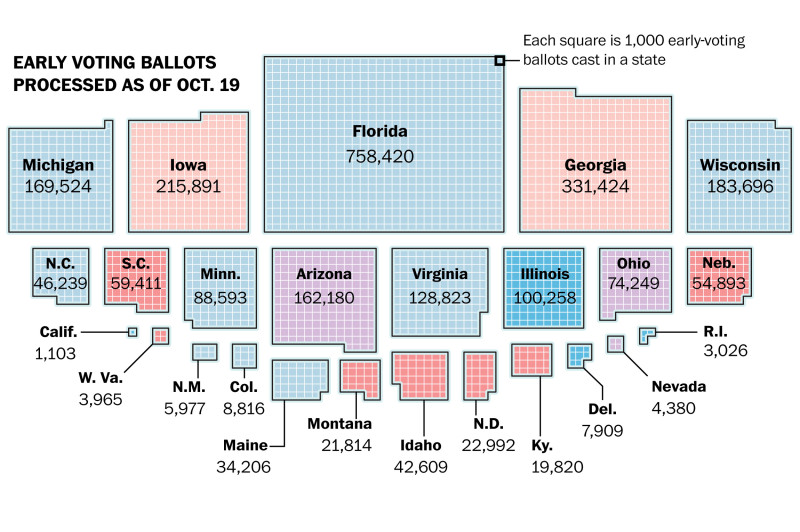 EARLY VOTING BALLOTS
PROCESSED AS OF OCT. 19
Each square is 1,000 early-voting
ballots cast in a state
Michigan
169,524
Iowa
215,891
Florida
758,420
Georgia
331,424
Wisconsin
183,696
N.C.
46,239
S.C.
59,411
Minn.
88,593
Arizona
162,180
Virginia
128,823
Illinois
100,258
Ohio
74,249
Neb.
54,893
Calif.
1,103
W. Va.
3,965
N.M.
5,977
Col.
8,816
Maine
34,206
Montana
21,814
Idaho
42,609
N.D.
22,992
Ky.
19,820
Del.
7,909
Nevada
4,380
R.I.
3,026